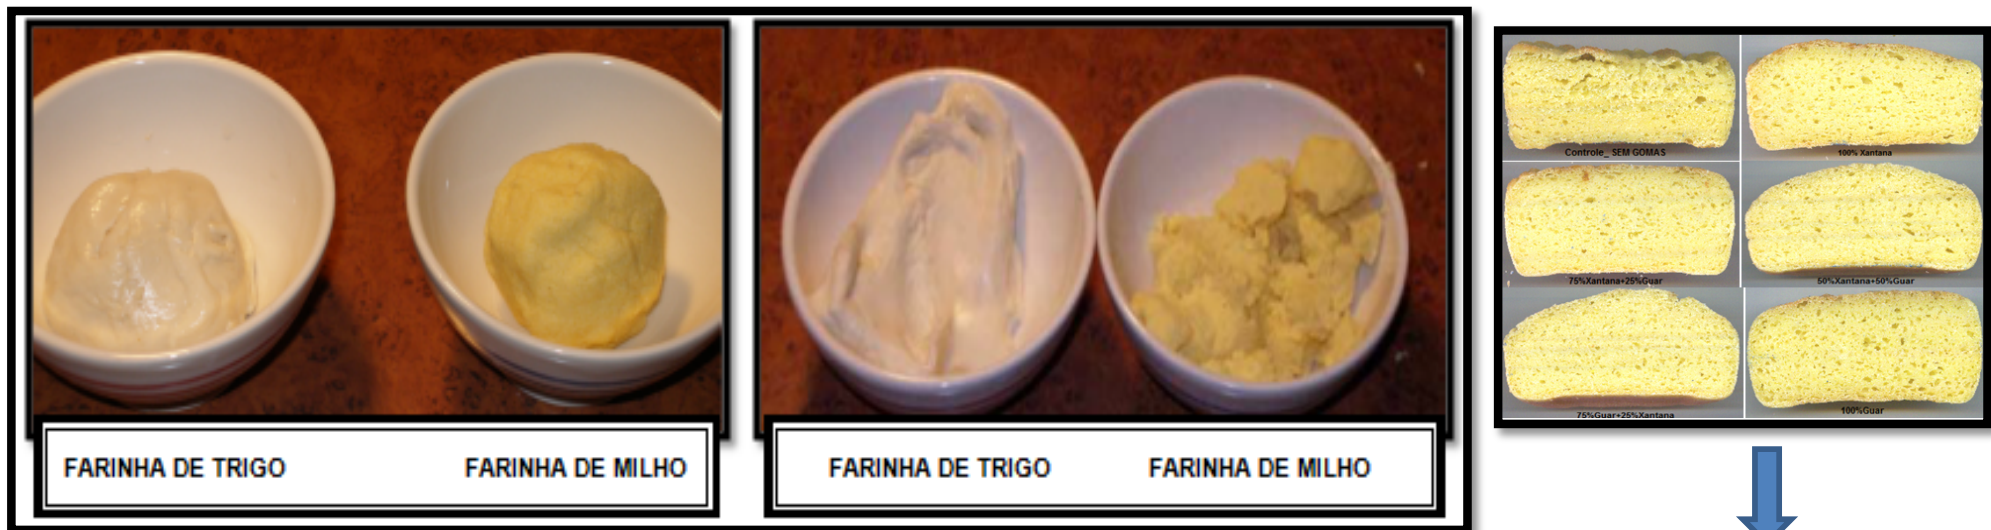 FARINHA DE TRIGO
FARINHA DE MILHO
FARINHA DE TRIGO
FARINHA DE MILHO
Controle_ SEM GOMAS
100% Xantana
75%Xantana+25%Guar
50%Xantana+50%Guar
75%Guar+25%Xantana
100%Guar